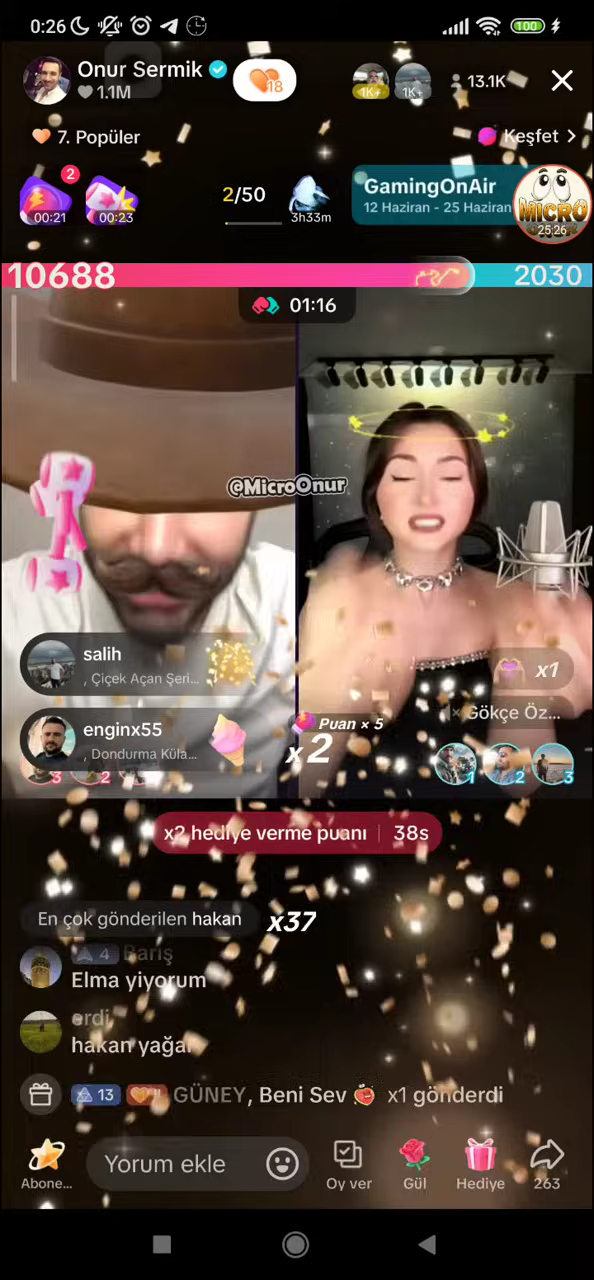 0:26
100
Onur Sermik
1.1M
18
1K+
1K+
13.1K
7. Popüler
Keşfet
2
00:21
00:23
2/50
3h33m
GamingOnAir
12 Haziran - 25 Haziran
MICRO
25:26
10688
2030
01:16
@MicroOnur
salih
, Çiçek Açan Şeri...
x1
Gökçe Öz...
enginx55
, Dondurma Küla...
Puan × 5
x2
3
2
1
2
3
x2 hediye verme puanı
38s
En çok gönderilen hakan
x37
4
Barış
Elma yiyorum
erdi
hakan yağar
13
GÜNEY, Beni Sev
x1 gönderdi
Abone...
Yorum ekle
Oy ver
Gül
Hediye
263